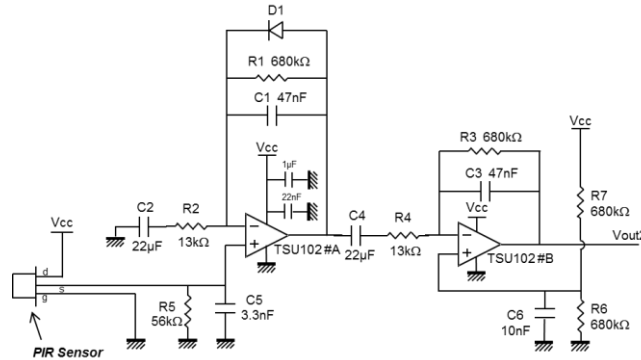 D1
R1 680kΩ
C1 47nF
Vcc
1µF
22nF
R3 680kΩ
C3 47nF
Vcc
Vcc
R7
680kΩ
C2
22µF
R2
13kΩ
TSU102 #A
C4
22µF
R4
13kΩ
TSU102 #B
Vout2
Vcc
d
s
g
R5
56kΩ
C5
3.3nF
C6
10nF
R6
680kΩ
PIR Sensor